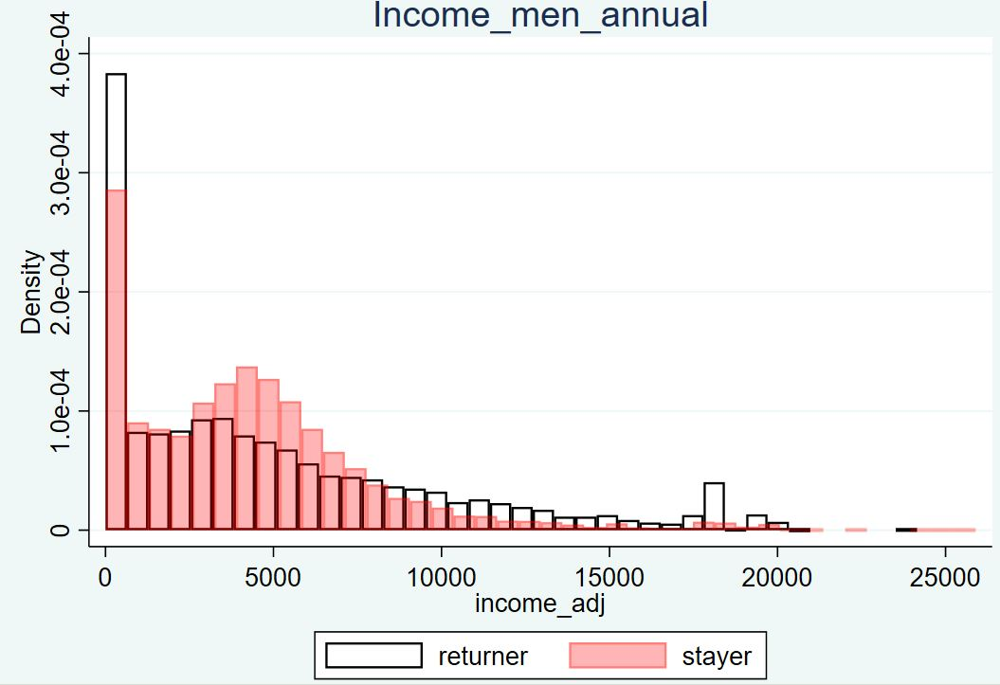 Income_men_annual
Density
4.0e-04
3.0e-04
2.0e-04
1.0e-04
0
0 5000 10000 15000 20000 25000
income_adj
returner stayer